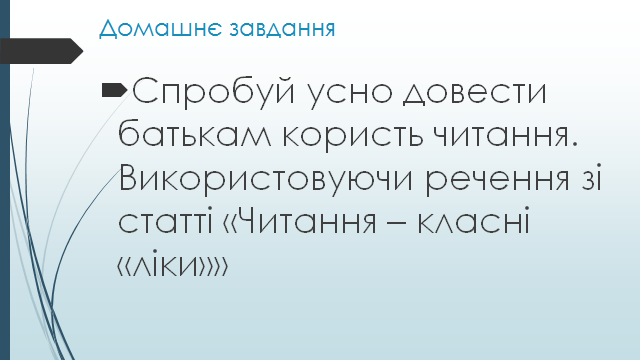 Домашнє завдання
Спробуй усно довести
батькам користь читання.
Використовуючи речення зі
статті «Читання – класні
«ліки»»